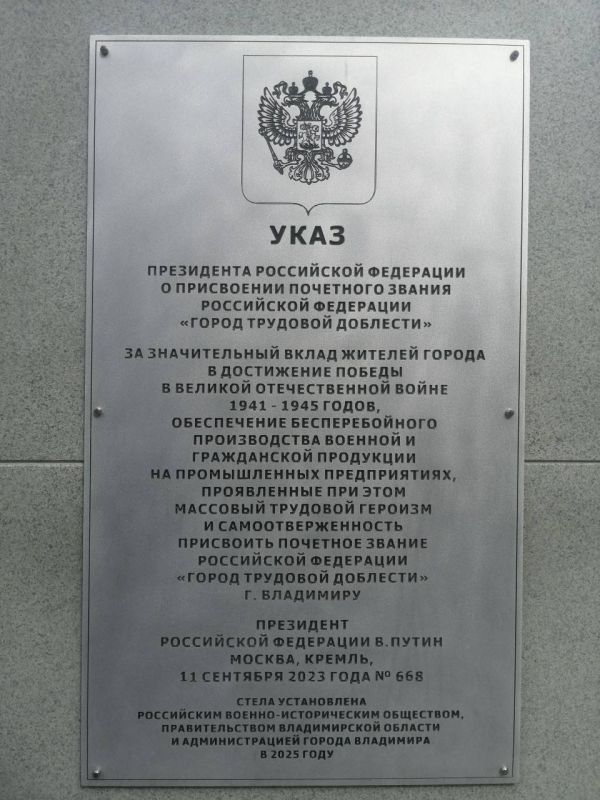 УКАЗ
ПРЕЗИДЕНТА РОССИЙСКОЙ ФЕДЕРАЦИИ
О ПРИСВОЕНИИ ПОЧЕТНОГО ЗВАНИЯ
РОССИЙСКОЙ ФЕДЕРАЦИИ
«ГОРОД ТРУДОВОЙ ДОБЛЕСТИ»
ЗА ЗНАЧИТЕЛЬНЫЙ ВКЛАД ЖИТЕЛЕЙ ГОРОДА
В ДОСТИЖЕНИЕ ПОБЕДЫ
В ВЕЛИКОЙ ОТЕЧЕСТВЕННОЙ ВОЙНЕ
1941 - 1945 ГОДОВ,
ОБЕСПЕЧЕНИЕ БЕСПЕРЕБОЙНОГО
ПРОИЗВОДСТВА ВОЕННОЙ И
ГРАЖДАНСКОЙ ПРОДУКЦИИ
НА ПРОМЫШЛЕННЫХ ПРЕДПРИЯТИЯХ,
ПРОЯВЛЕННЫЕ ПРИ ЭТОМ
МАССОВЫЙ ТРУДОВОЙ ГЕРОИЗМ
И САМООТВЕРЖЕННОСТЬ
ПРИСВОИТЬ ПОЧЕТНОЕ ЗВАНИЕ
РОССИЙСКОЙ ФЕДЕРАЦИИ
«ГОРОД ТРУДОВОЙ ДОБЛЕСТИ»
Г. ВЛАДИМИРУ
ПРЕЗИДЕНТ
РОССИЙСКОЙ ФЕДЕРАЦИИ В.ПУТИН
МОСКВА, КРЕМЛЬ,
11 СЕНТЯБРЯ 2023 ГОДА № 668
СТЕЛА УСТАНОВЛЕНА
РОССИЙСКИМ ВОЕННО-ИСТОРИЧЕСКИМ ОБЩЕСТВОМ,
ПРАВИТЕЛЬСТВОМ ВЛАДИМИРСКОЙ ОБЛАСТИ
И АДМИНИСТРАЦИЕЙ ГОРОДА ВЛАДИМИРА
В 2025 ГОДУ